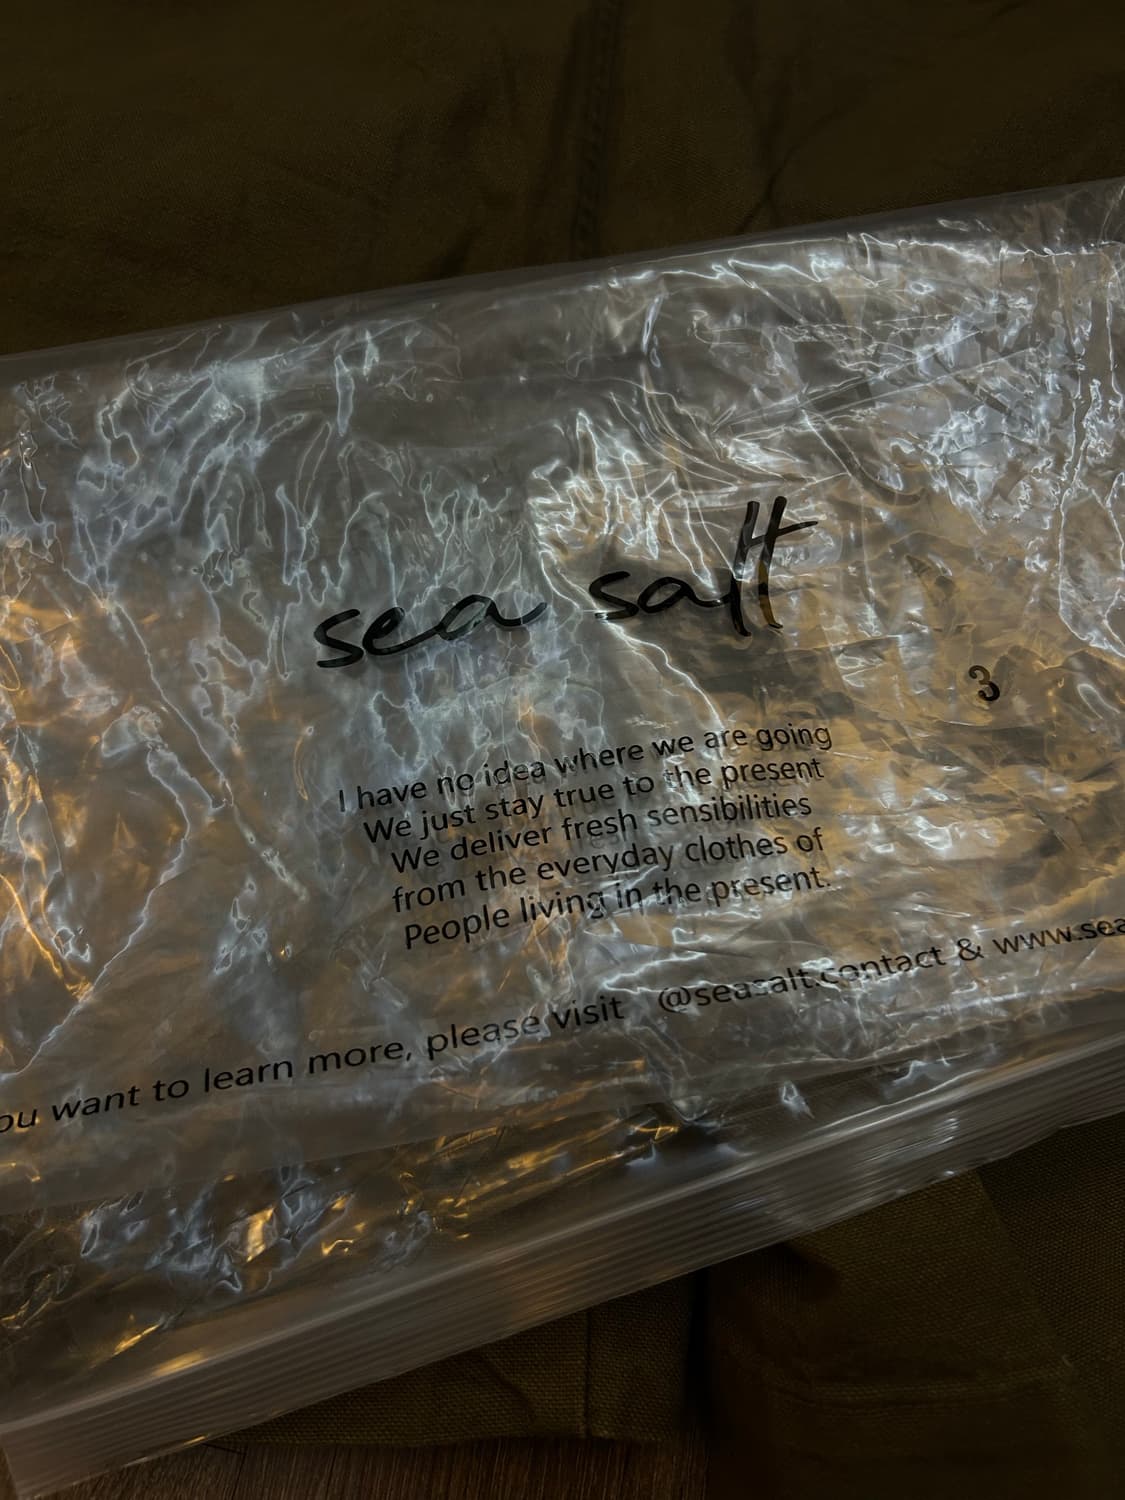 sea salt
3
I have no idea where we are going
We just stay true to the present
We deliver fresh sensibilities
from the everyday clothes of
People living in the present.
ou want to learn more, please visit @seasalt.contact & www.sea